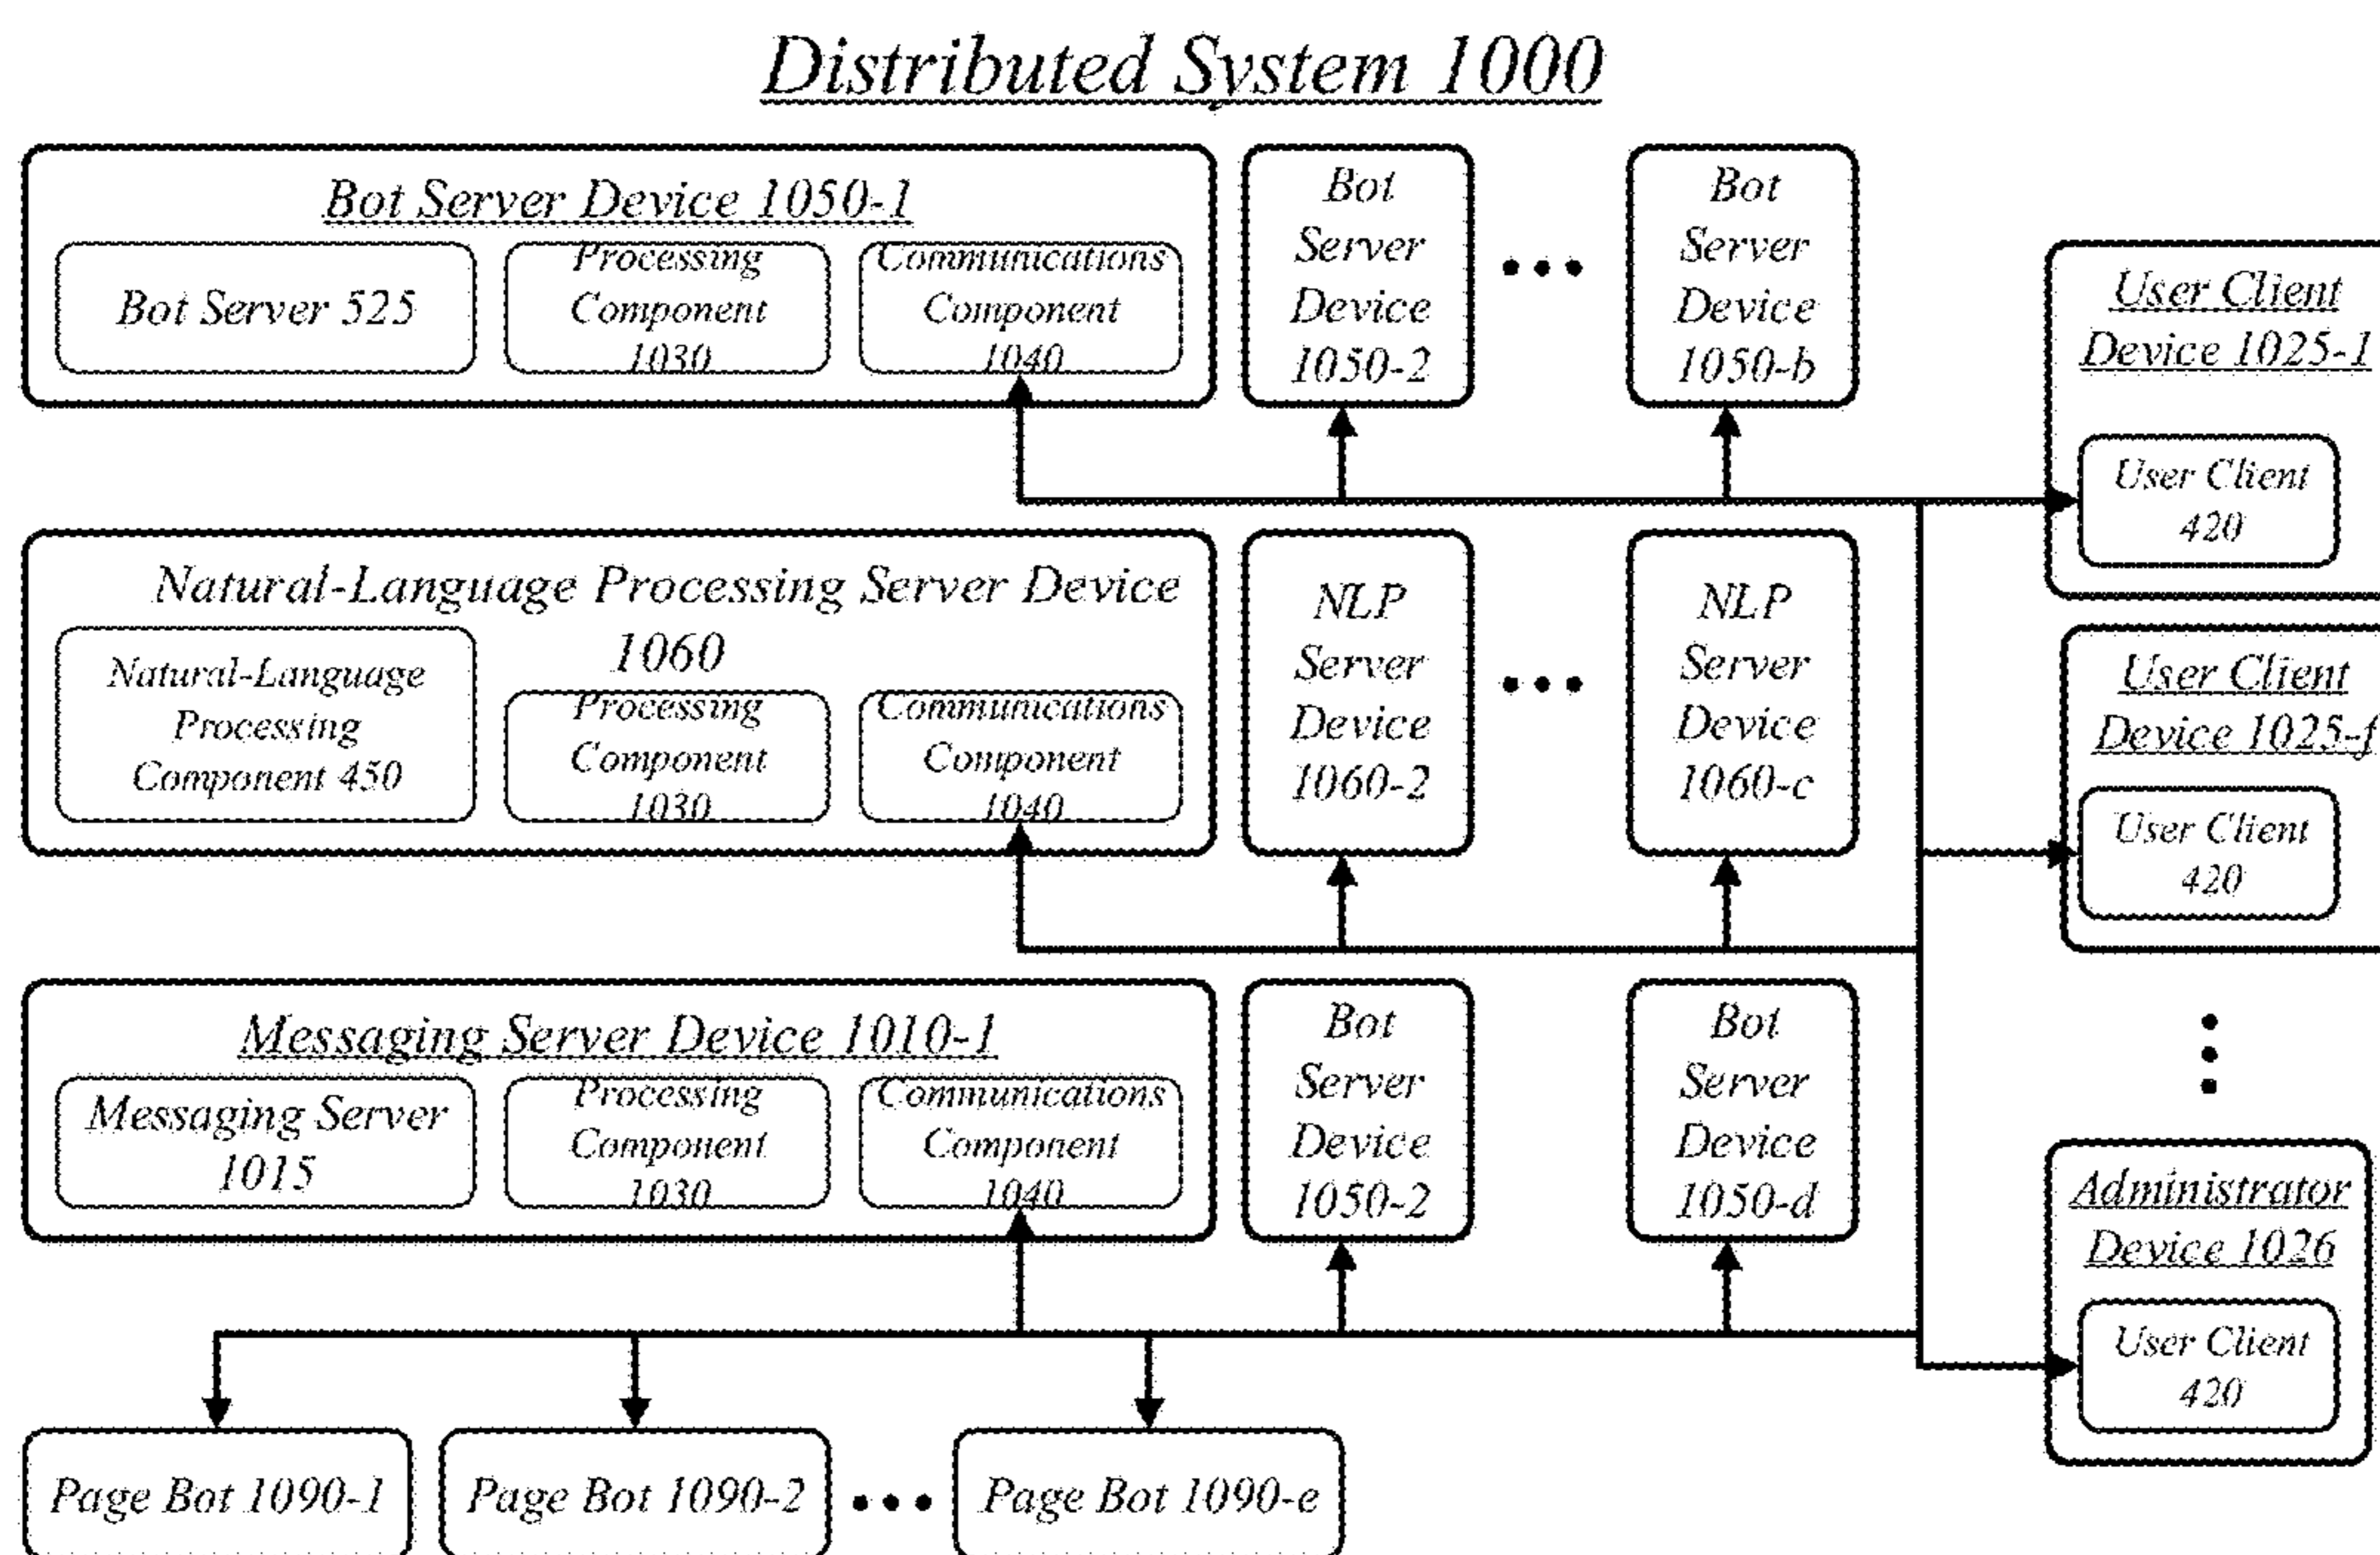 Distributed System 1000
Bot Server Device 1050-1
Bot Server 525
Processing
Component
1030
Communications
Component
1040
Bot
Server
Device
1050-2
Bot
Server
Device
1050-b
User Client
Device 1025-1
User Client
420
Natural-Language Processing Server Device
1060
Natural-Language
Processing
Component 450
Processing
Component
1030
Communications
Component
1040
NLP
Server
Device
1060-2
NLP
Server
Device
1060-c
User Client
Device 1025-f
User Client
420
Messaging Server Device 1010-1
Messaging Server
1015
Processing
Component
1030
Communications
Component
1040
Bot
Server
Device
1050-2
Bot
Server
Device
1050-d
Administrator
Device 1026
User Client
420
Page Bot 1090-1
Page Bot 1090-2
Page Bot 1090-e